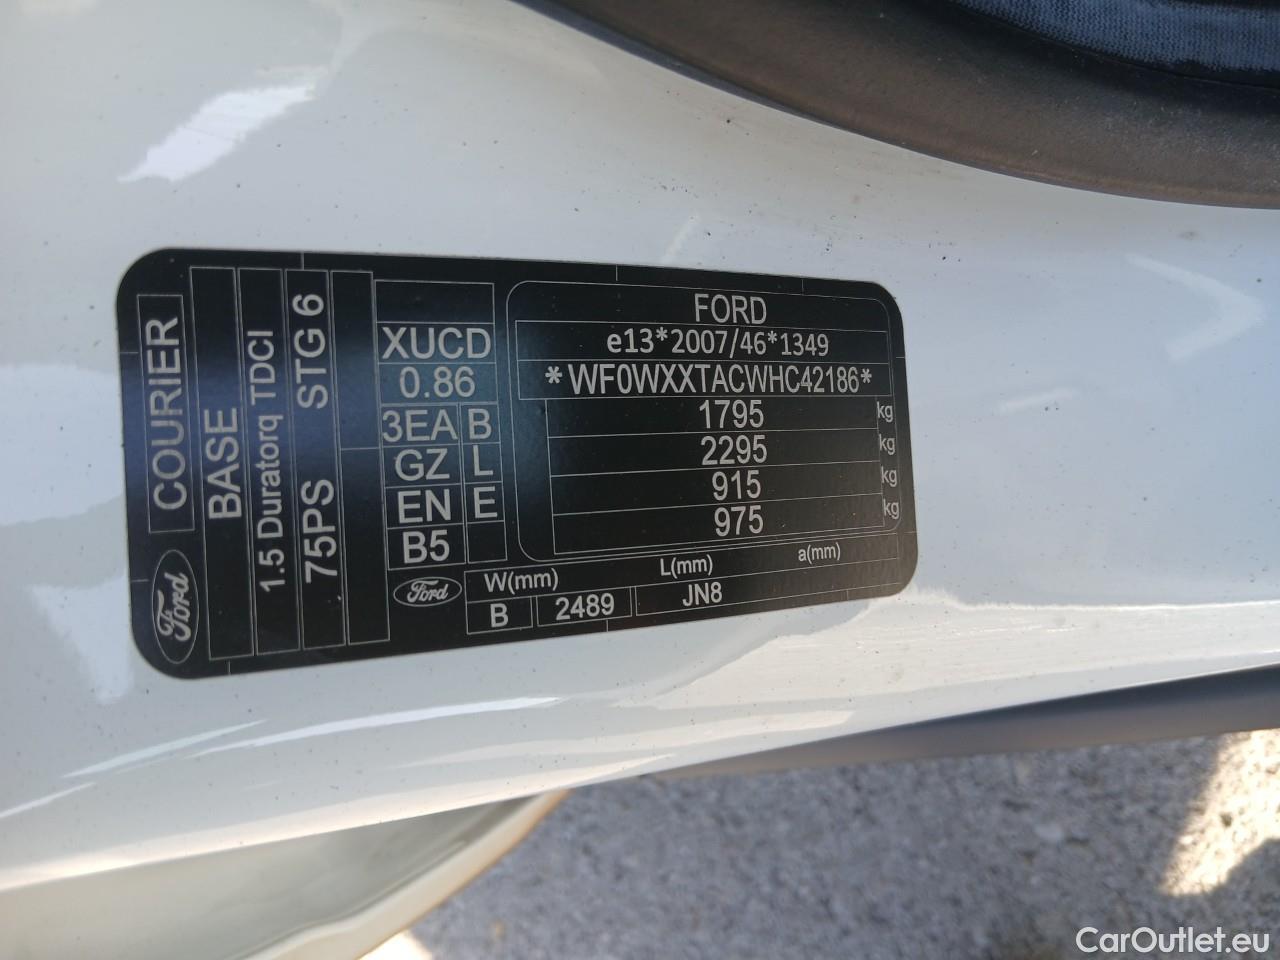 FORD
e13*2007/46*1349
*WF0WXXTACWHC42186*
1795 kg
2295 kg
915 kg
975 kg
XUCD
0.86
3EA B
GZ L
EN E
B5
Ford W(mm) L(mm) a(mm)
B 2489 JN8
Ford COURIER
BASE
1.5 Duratorq TDCI
75PS STG 6
CarOutlet.eu